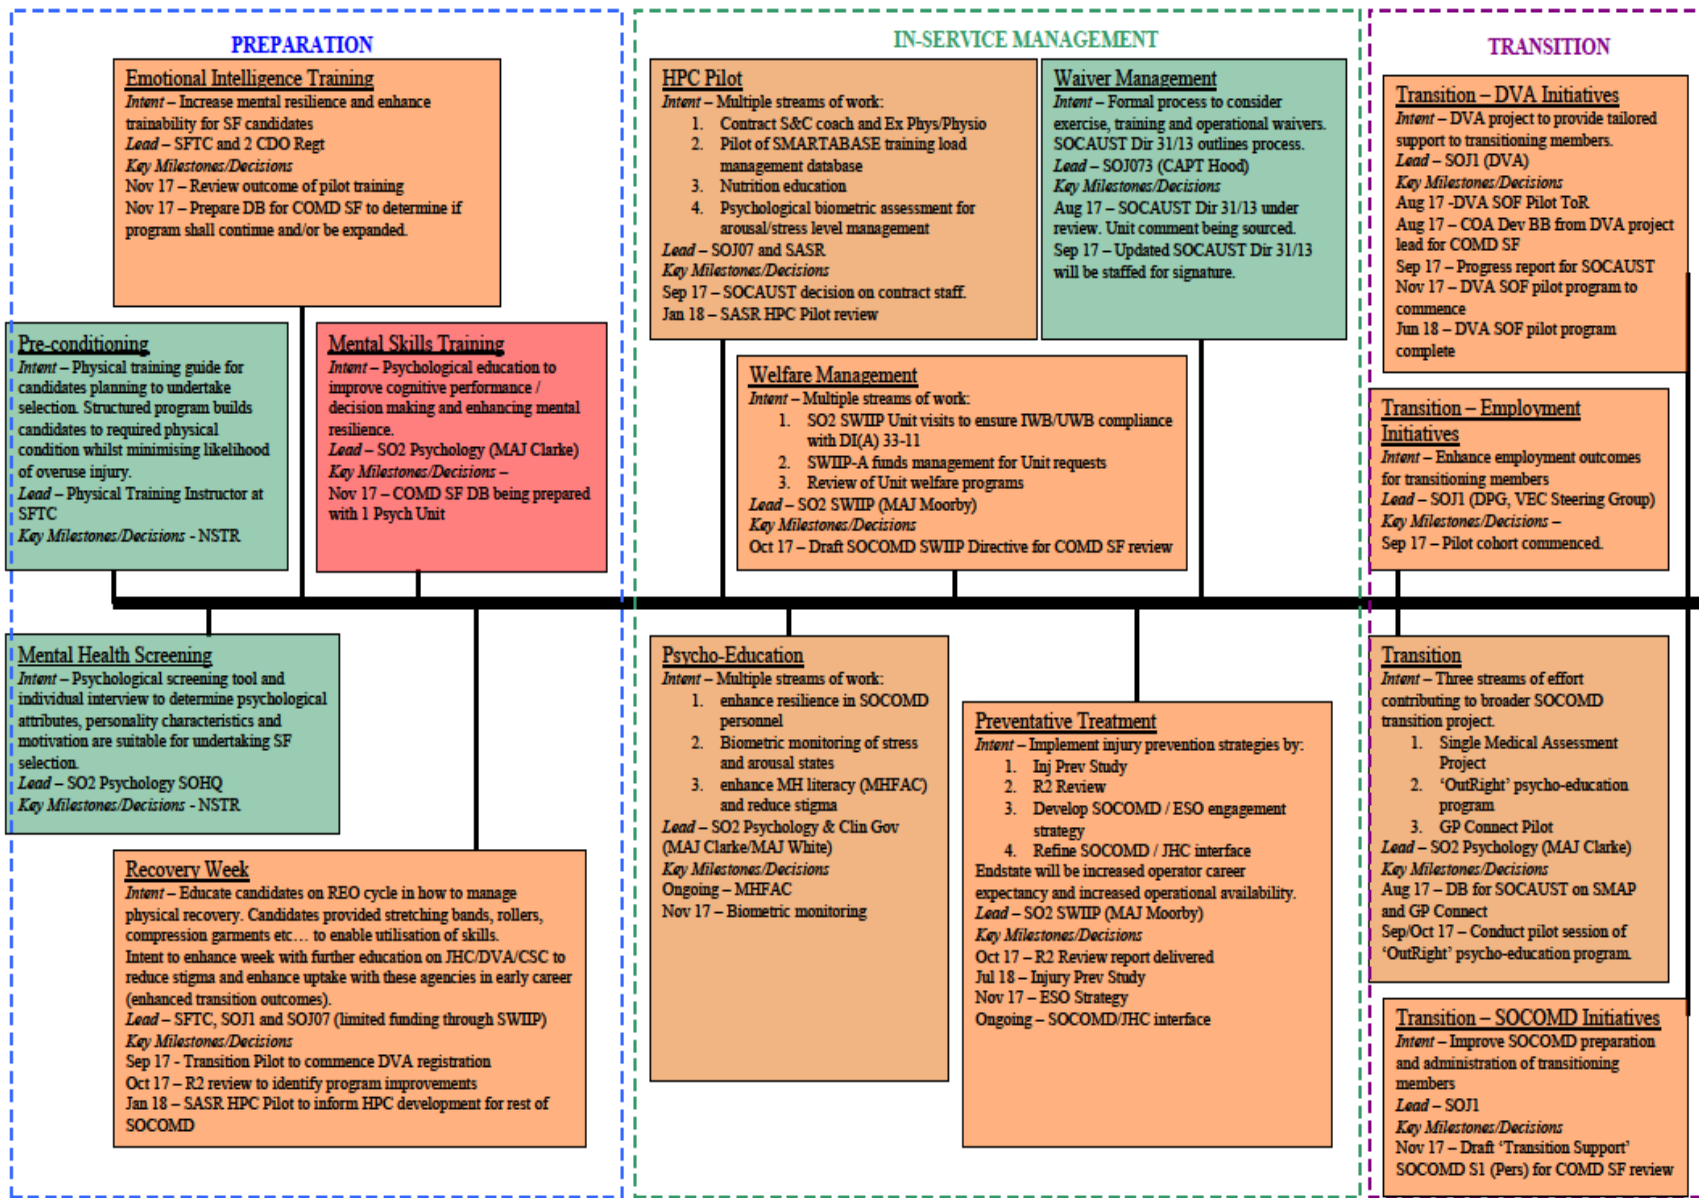 PREPARATION
Emotional Intelligence Training
Intent – Increase mental resilience and enhance
trainability for SF candidates
Lead – SFTC and 2 CDO Regt
Key Milestones/Decisions
Nov 17 – Review outcome of pilot training
Nov 17 – Prepare DB for COMD SF to determine if
program shall continue and/or be expanded.
Pre-conditioning
Intent – Physical training guide for
candidates planning to undertake
selection. Structured program builds
candidates to required physical
condition whilst minimising likelihood
of overuse injury.
Lead – Physical Training Instructor at
SFTC
Key Milestones/Decisions - NSTR
Mental Skills Training
Intent – Psychological education to
improve cognitive performance /
decision making and enhancing mental
resilience.
Lead – SO2 Psychology (MAJ Clarke)
Key Milestones/Decisions –
Nov 17 – COMD SF DB being prepared
with 1 Psych Unit
Mental Health Screening
Intent – Psychological screening tool and
individual interview to determine psychological
attributes, personality characteristics and
motivation are suitable for undertaking SF
selection.
Lead – SO2 Psychology SOHQ
Key Milestones/Decisions - NSTR
Recovery Week
Intent – Educate candidates on REO cycle in how to manage
physical recovery. Candidates provided stretching bands, rollers,
compression garments etc… to enable utilisation of skills.
Intent to enhance week with further education on JHC/DVA/CSC to
reduce stigma and enhance uptake with these agencies in early career
(enhanced transition outcomes).
Lead – SFTC, SOJ1 and SOJ07 (limited funding through SWIIP)
Key Milestones/Decisions
Sep 17 - Transition Pilot to commence DVA registration
Oct 17 – R2 review to identify program improvements
Jan 18 – SASR HPC Pilot to inform HPC development for rest of
SOCOMD
IN-SERVICE MANAGEMENT
HPC Pilot
Intent – Multiple streams of work:
1. Contract S&C coach and Ex Phys/Physio
2. Pilot of SMARTABASE training load
management database
3. Nutrition education
4. Psychological biometric assessment for
arousal/stress level management
Lead – SOJ07 and SASR
Key Milestones/Decisions
Sep 17 – SOCAUST decision on contract staff.
Jan 18 – SASR HPC Pilot review
Waiver Management
Intent – Formal process to consider
exercise, training and operational waivers.
SOCAUST Dir 31/13 outlines process.
Lead – SOJ073 (CAPT Hood)
Key Milestones/Decisions
Aug 17 – SOCAUST Dir 31/13 under
review. Unit comment being sourced.
Sep 17 – Updated SOCAUST Dir 31/13
will be staffed for signature.
Welfare Management
Intent – Multiple streams of work:
1. SO2 SWIIP Unit visits to ensure IWB/UWB compliance
with DI(A) 33-11
2. SWIIP-A funds management for Unit requests
3. Review of Unit welfare programs
Lead – SO2 SWIIP (MAJ Moorby)
Key Milestones/Decisions
Oct 17 – Draft SOCOMD SWIIP Directive for COMD SF review
Psycho-Education
Intent – Multiple streams of work:
1. enhance resilience in SOCOMD
personnel
2. Biometric monitoring of stress
and arousal states
3. enhance MH literacy (MHFAC)
and reduce stigma
Lead – SO2 Psychology & Clin Gov
(MAJ Clarke/MAJ White)
Key Milestones/Decisions
Ongoing – MHFAC
Nov 17 – Biometric monitoring
Preventative Treatment
Intent – Implement injury prevention strategies by:
1. Inj Prev Study
2. R2 Review
3. Develop SOCOMD / ESO engagement
strategy
4. Refine SOCOMD / JHC interface
Endstate will be increased operator career
expectancy and increased operational availability.
Lead – SO2 SWIIP (MAJ Moorby)
Key Milestones/Decisions
Oct 17 – R2 Review report delivered
Jul 18 – Injury Prev Study
Nov 17 – ESO Strategy
Ongoing – SOCOMD/JHC interface
TRANSITION
Transition – DVA Initiatives
Intent – DVA project to provide tailored
support to transitioning members.
Lead – SOJ1 (DVA)
Key Milestones/Decisions
Aug 17 -DVA SOF Pilot ToR
Aug 17 – COA Dev BB from DVA project
lead for COMD SF
Sep 17 – Progress report for SOCAUST
Nov 17 – DVA SOF pilot program to
commence
Jun 18 – DVA SOF pilot program
complete
Transition – Employment
Initiatives
Intent – Enhance employment outcomes
for transitioning members
Lead – SOJ1 (DPG, VEC Steering Group)
Key Milestones/Decisions –
Sep 17 – Pilot cohort commenced.
Transition
Intent – Three streams of effort
contributing to broader SOCOMD
transition project.
1. Single Medical Assessment
Project
2. ‘OutRight’ psycho-education
program
3. GP Connect Pilot
Lead – SO2 Psychology (MAJ Clarke)
Key Milestones/Decisions
Aug 17 – DB for SOCAUST on SMAP
and GP Connect
Sep/Oct 17 – Conduct pilot session of
‘OutRight’ psycho-education program.
Transition – SOCOMD Initiatives
Intent – Improve SOCOMD preparation
and administration of transitioning
members
Lead – SOJ1
Key Milestones/Decisions
Nov 17 – Draft ‘Transition Support’
SOCOMD S1 (Pers) for COMD SF review